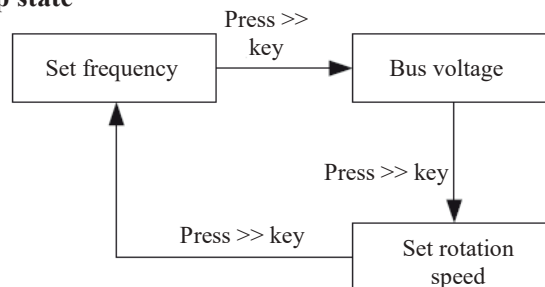 p state
Press >>
key
Set frequency
Bus voltage
Press >> key
Press >> key
Set rotation
speed